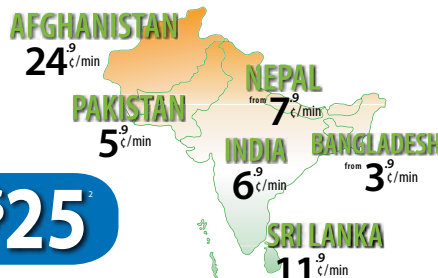 AFGHANISTAN
24.9¢/min
NEPAL
from 7.9¢/min
PAKISTAN
5.9¢/min
INDIA
6.9¢/min
BANGLADESH
from 3.9¢/min
$25²
SRI LANKA
11.9¢/min